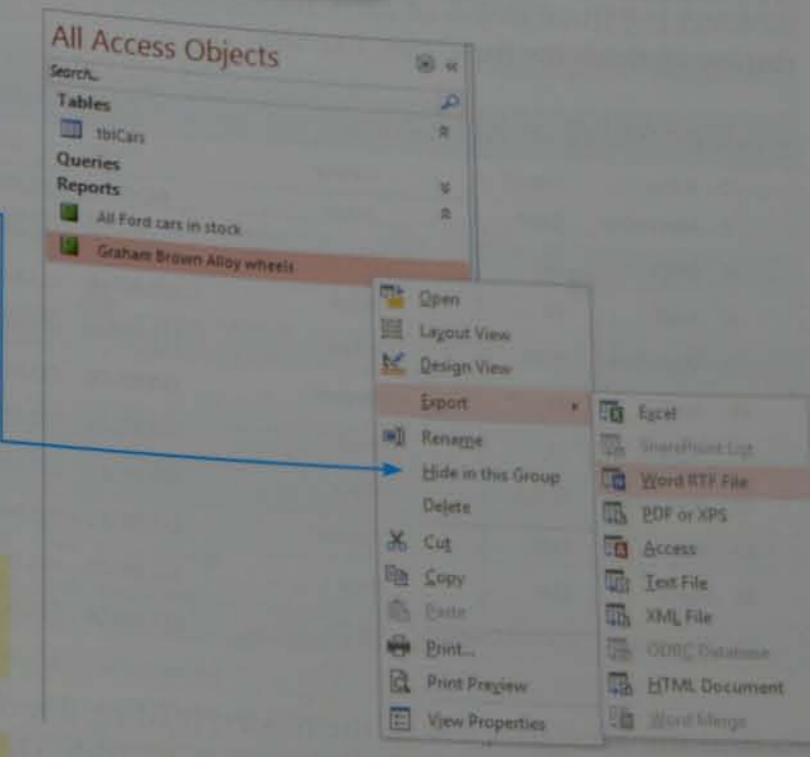 All Access Objects
Search...
Tables
tblCars
Queries
Reports
All Ford cars in stock
Graham Brown Alloy wheels
Open
Layout View
Design View
Export
Rename
Hide in this Group
Delete
Cut
Copy
Paste
Print...
Print Preview
View Properties
Excel
SharePoint List
Word RTF File
PDF or XPS
Access
Text File
XML File
ODBC Database
HTML Document
Word Merge